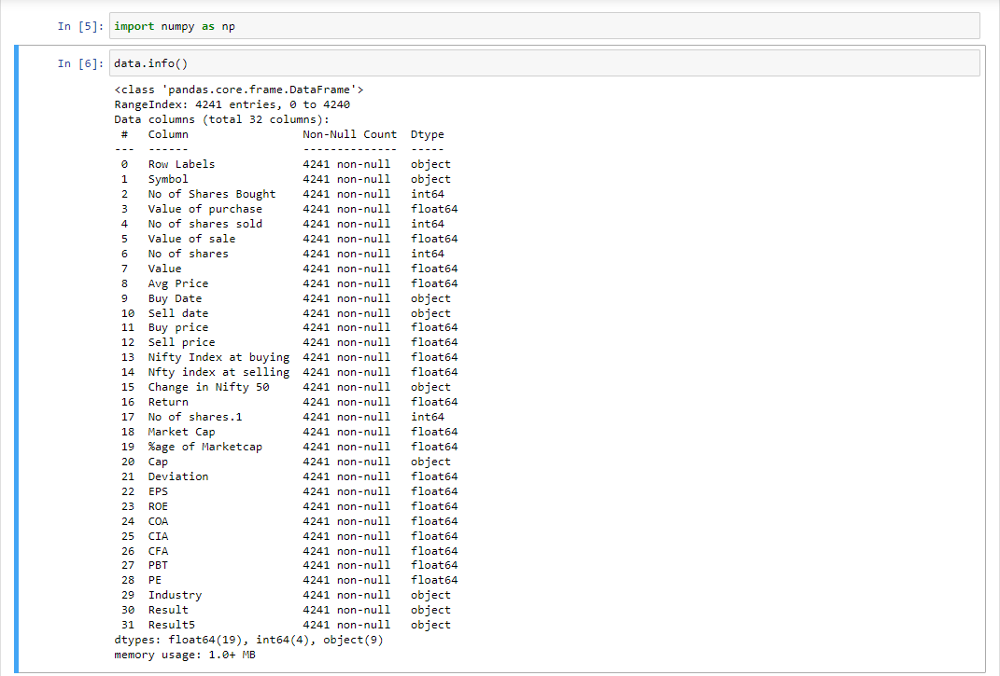 In [5]: import numpy as np
In [6]: data.info()
<class 'pandas.core.frame.DataFrame'>
RangeIndex: 4241 entries, 0 to 4240
Data columns (total 32 columns):
 #   Column                 Non-Null Count  Dtype
---  ------                 --------------  -----
 0   Row Labels             4241 non-null   object
 1   Symbol                 4241 non-null   object
 2   No of Shares Bought    4241 non-null   int64
 3   Value of purchase      4241 non-null   float64
 4   No of shares sold      4241 non-null   int64
 5   Value of sale          4241 non-null   float64
 6   No of shares           4241 non-null   int64
 7   Value                  4241 non-null   float64
 8   Avg Price              4241 non-null   float64
 9   Buy Date               4241 non-null   object
 10  Sell date              4241 non-null   object
 11  Buy price              4241 non-null   float64
 12  Sell price             4241 non-null   float64
 13  Nifty Index at buying  4241 non-null   float64
 14  Nfty index at selling  4241 non-null   float64
 15  Change in Nifty 50     4241 non-null   object
 16  Return                 4241 non-null   float64
 17  No of shares.1         4241 non-null   int64
 18  Market Cap             4241 non-null   float64
 19  %age of Marketcap      4241 non-null   float64
 20  Cap                    4241 non-null   object
 21  Deviation              4241 non-null   float64
 22  EPS                    4241 non-null   float64
 23  ROE                    4241 non-null   float64
 24  COA                    4241 non-null   float64
 25  CIA                    4241 non-null   float64
 26  CFA                    4241 non-null   float64
 27  PBT                    4241 non-null   float64
 28  PE                     4241 non-null   float64
 29  Industry               4241 non-null   object
 30  Result                 4241 non-null   object
 31  Result5                4241 non-null   object
dtypes: float64(19), int64(4), object(9)
memory usage: 1.0+ MB